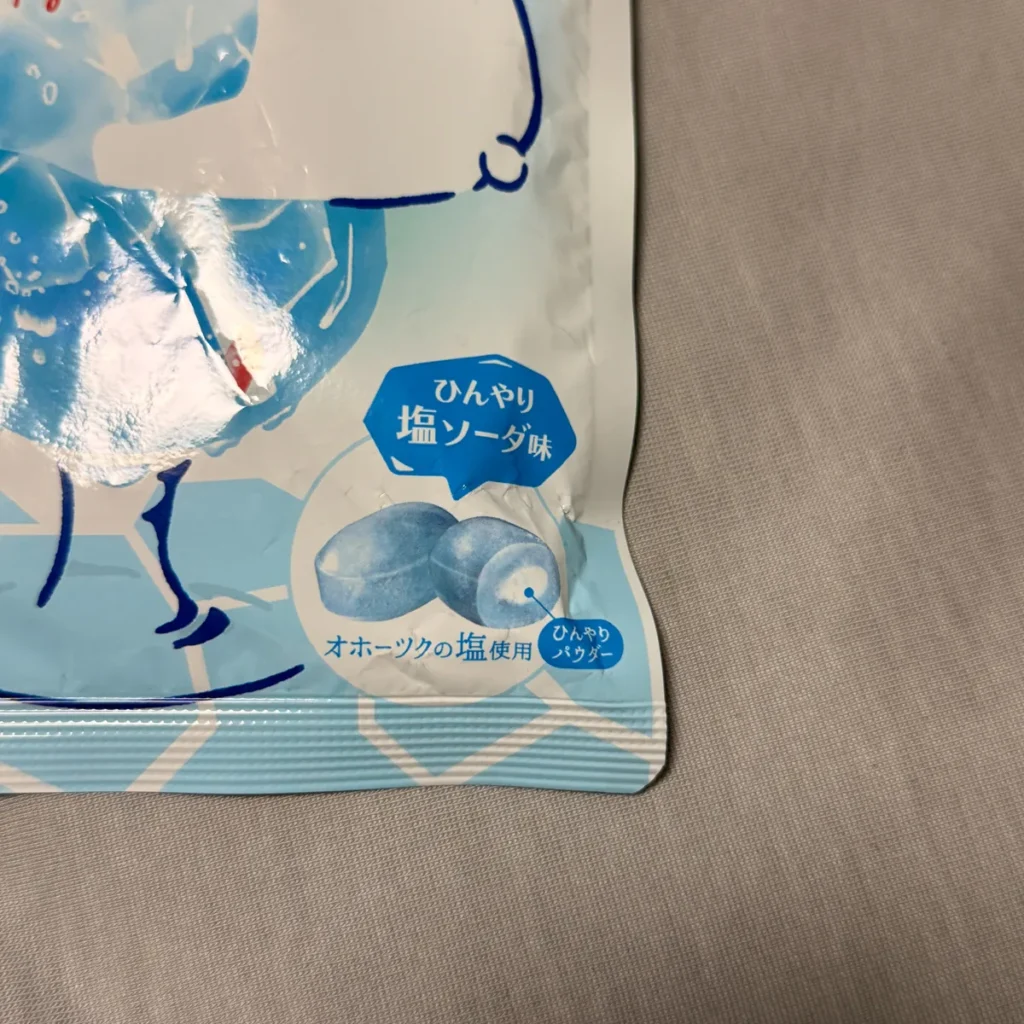 ひんやり
塩ソーダ味
オホーツクの塩使用
ひんやり
パウダー